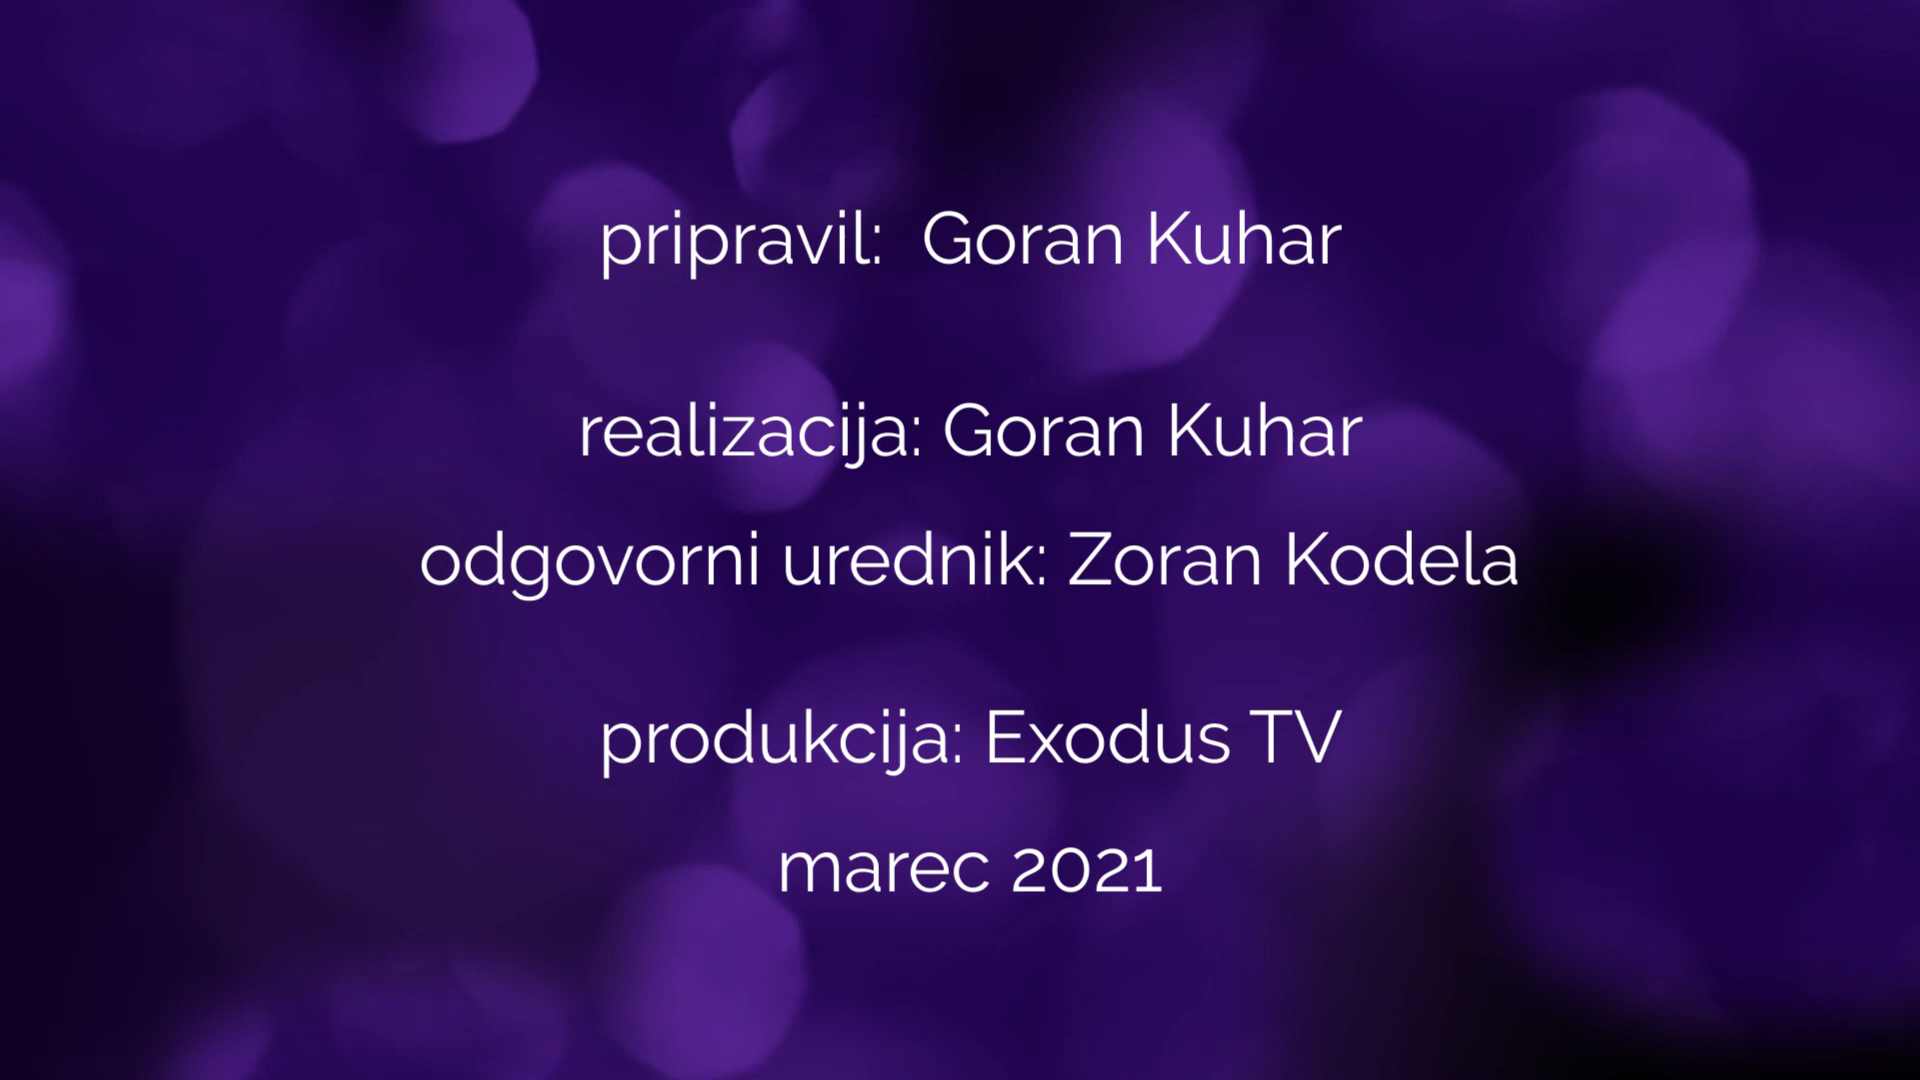 pripravil:  Goran Kuhar
realizacija: Goran Kuhar
odgovorni urednik: Zoran Kodela
produkcija: Exodus TV
marec 2021